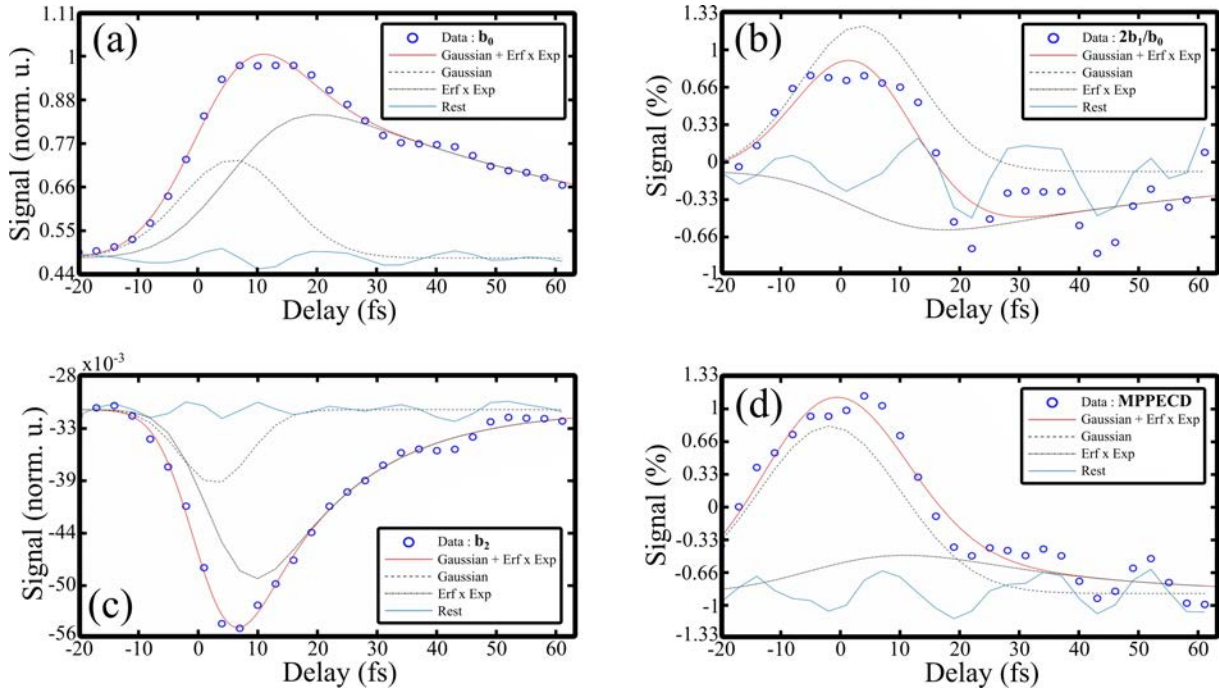 (a)
Signal (norm. u.)
1.11
1
0.88
0.77
0.66
0.55
0.44
Data : b0
Gaussian + Erf x Exp
Gaussian
Erf x Exp
Rest
-20 -10 0 10 20 30 40 50 60
Delay (fs)
(b)
Signal (%)
1.33
1
0.66
0.33
0
-0.33
-0.66
-1
Data : 2b1/b0
Gaussian + Erf x Exp
Gaussian
Erf x Exp
Rest
-20 -10 0 10 20 30 40 50 60
Delay (fs)
(c)
x10-3
Signal (norm. u.)
-28
-33
-39
-44
-50
-56
Data : b2
Gaussian + Erf x Exp
Gaussian
Erf x Exp
Rest
-20 -10 0 10 20 30 40 50 60
Delay (fs)
(d)
Signal (%)
1.33
1
0.66
0.33
0
-0.33
-0.66
-1
-1.33
Data : MPPECD
Gaussian + Erf x Exp
Gaussian
Erf x Exp
Rest
-20 -10 0 10 20 30 40 50 60
Delay (fs)